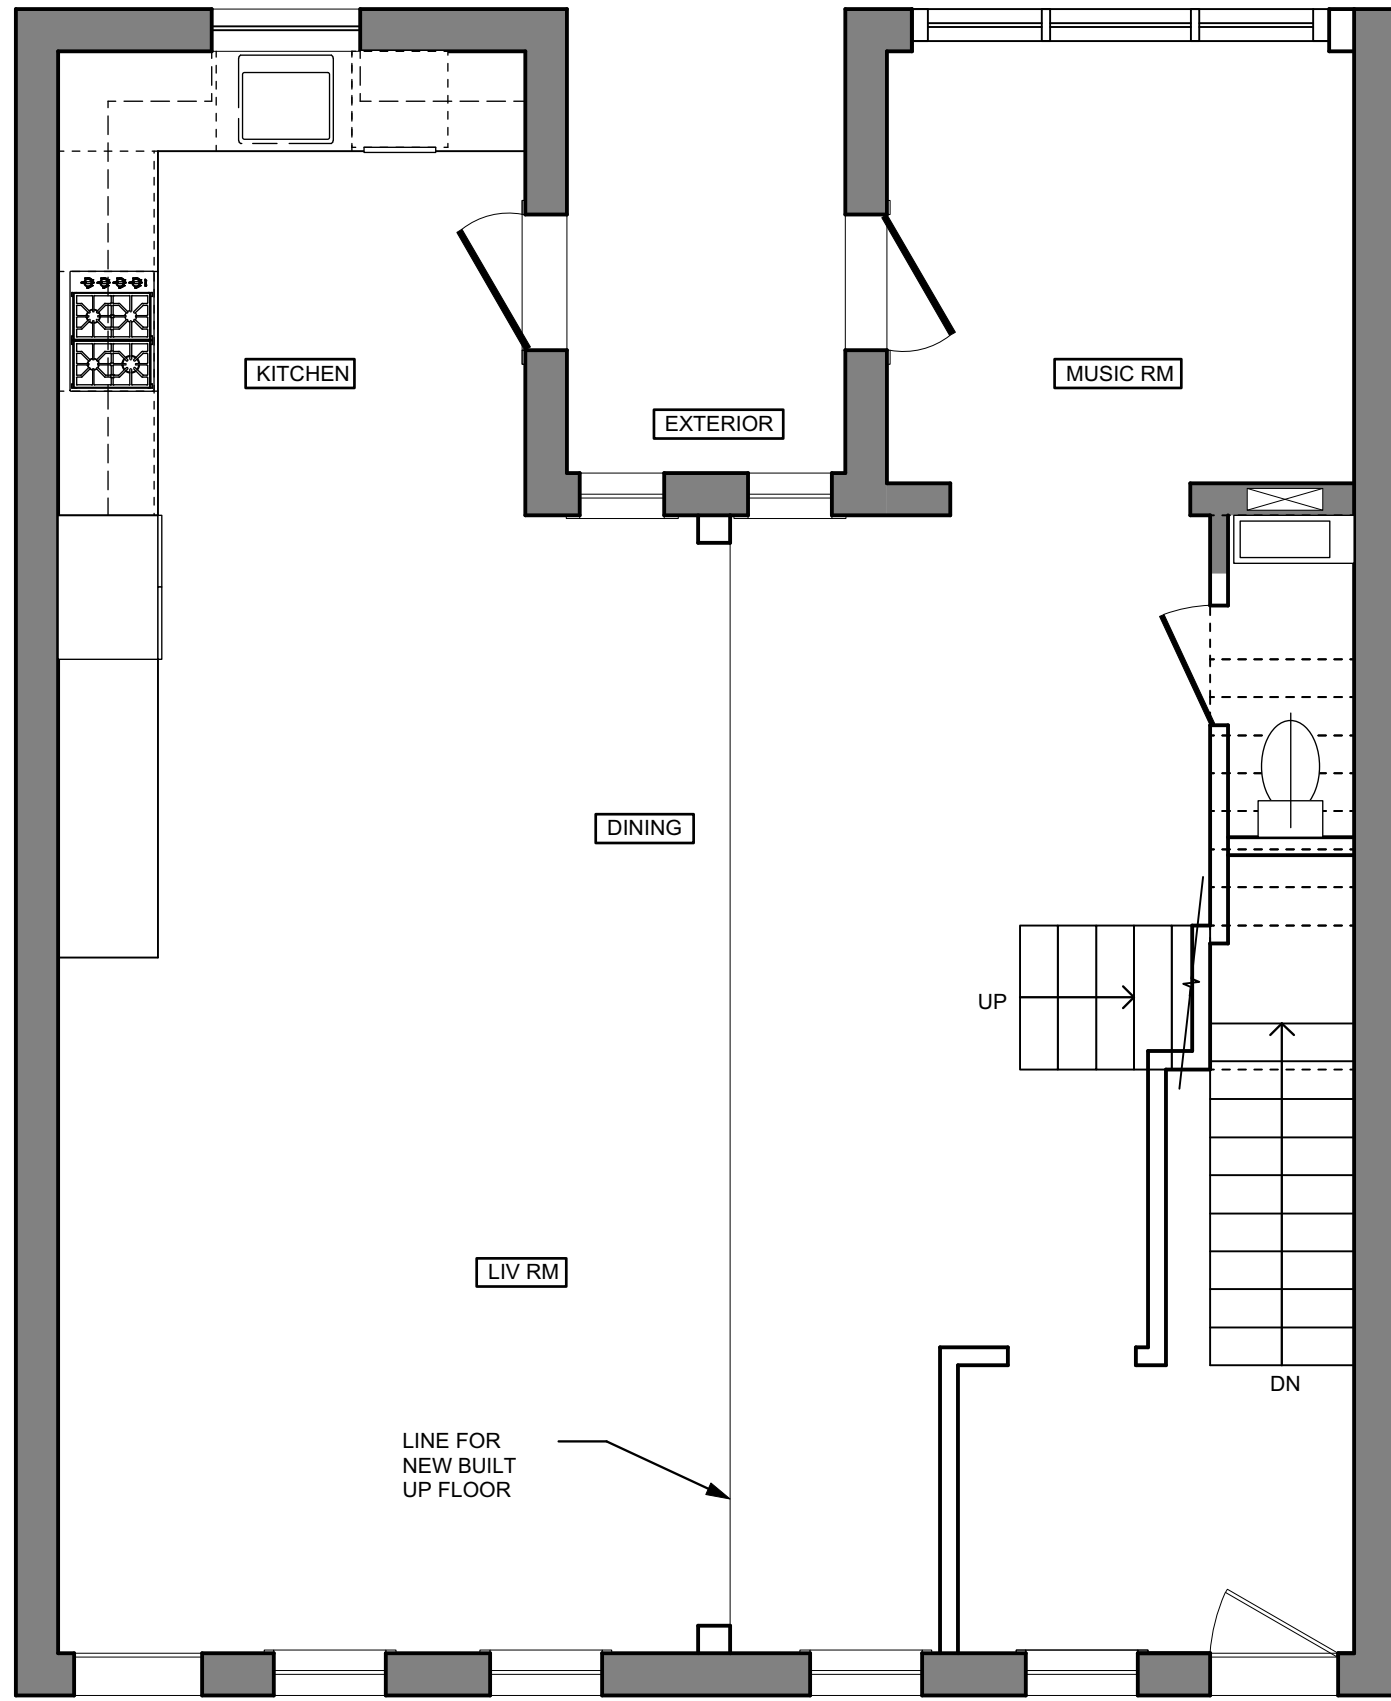 KITCHEN
MUSIC RM
EXTERIOR
DINING
UP
LIV RM
DN
LINE FOR
NEW BUILT
UP FLOOR